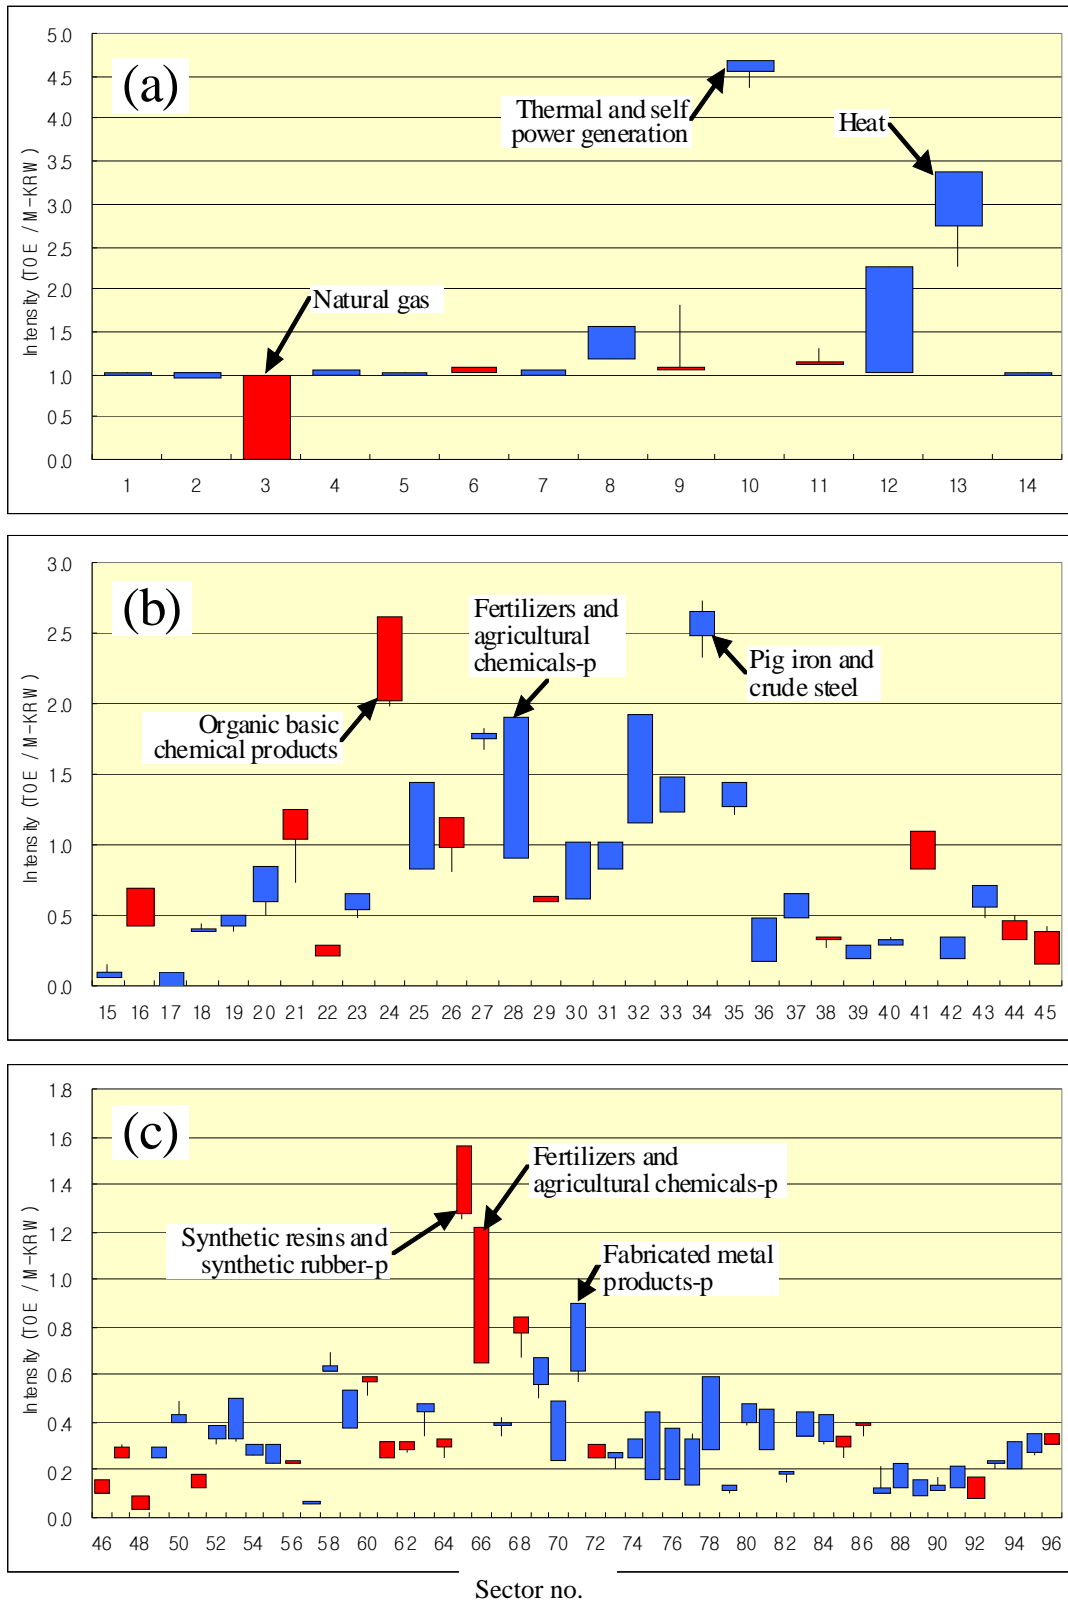 (a)
Intensity (TOE / M-KRW)
5.0
4.5
4.0
3.5
3.0
2.5
2.0
1.5
1.0
0.5
0.0
Thermal and self
power generation
Heat
Natural gas
1 2 3 4 5 6 7 8 9 10 11 12 13 14
(b)
Intensity (TOE / M-KRW)
3.0
2.5
2.0
1.5
1.0
0.5
0.0
Fertilizers and
agricultural
chemicals-p
Pig iron and
crude steel
Organic basic
chemical products
15 16 17 18 19 20 21 22 23 24 25 26 27 28 29 30 31 32 33 34 35 36 37 38 39 40 41 42 43 44 45
(c)
Intensity (TOE / M-KRW)
1.8
1.6
1.4
1.2
1.0
0.8
0.6
0.4
0.2
0.0
Fertilizers and
agricultural chemicals-p
Synthetic resins and
synthetic rubber-p
Fabricated metal
products-p
46 48 50 52 54 56 58 60 62 64 66 68 70 72 74 76 78 80 82 84 86 88 90 92 94 96
Sector no.